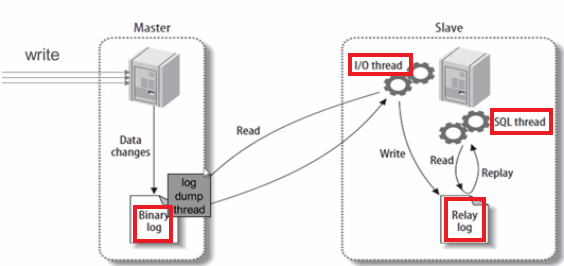 Master
Slave
write
I/O thread
SQL thread
Data
changes
Read
Write
Read
Replay
log
dump
thread
Binary
log
Relay
log